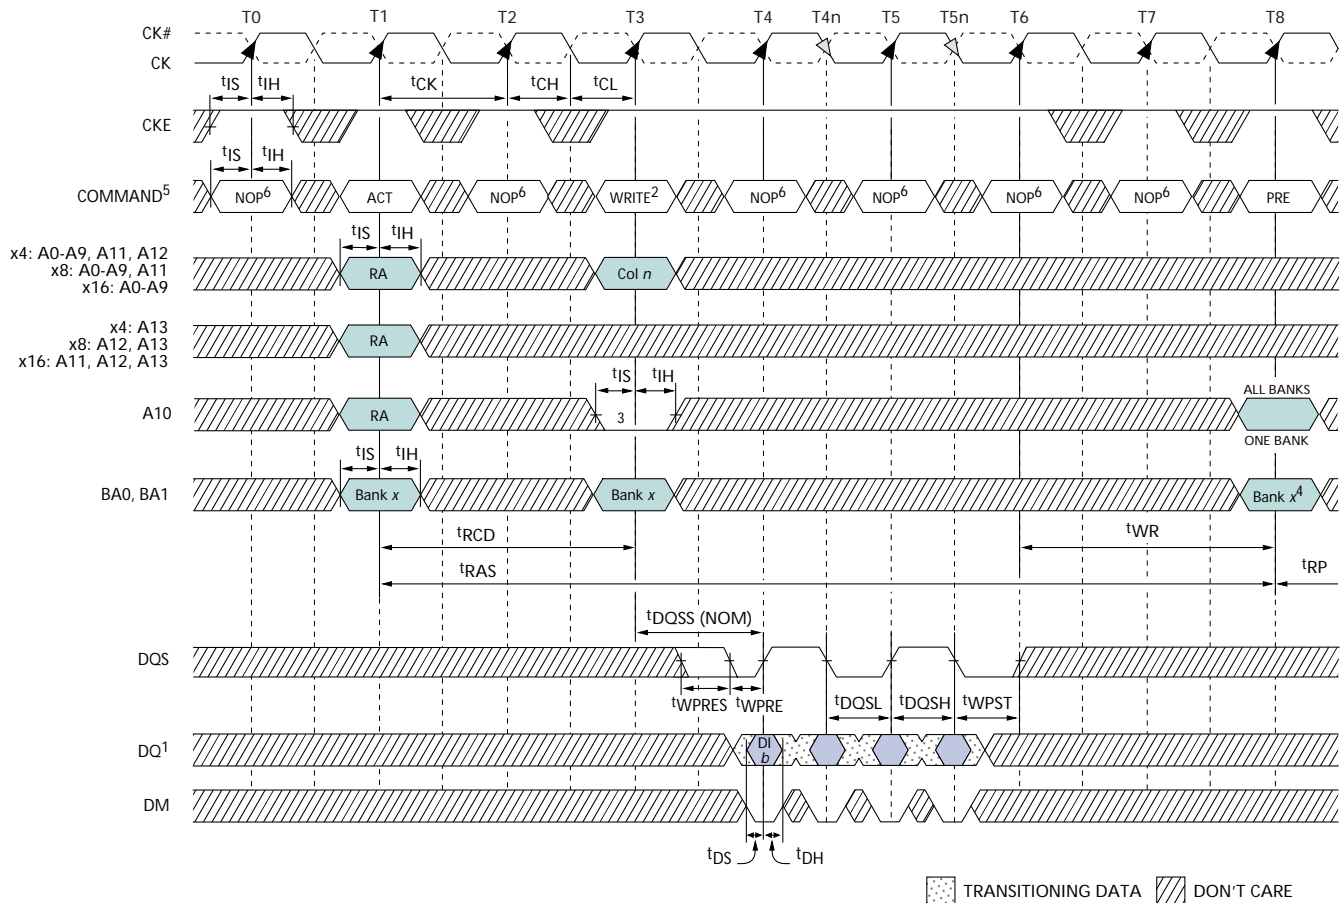 T0 T1 T2 T3 T4 T4n T5 T5n T6 T7 T8
CK#
CK
tIS tIH tCK tCH tCL
CKE
tIS tIH
COMMAND5 NOP6 ACT NOP6 WRITE2 NOP6 NOP6 NOP6 NOP6 PRE
tIS tIH
x4: A0-A9, A11, A12
x8: A0-A9, A11
x16: A0-A9
RA Col n
x4: A13
x8: A12, A13
x16: A11, A12, A13
RA
tIS tIH
ALL BANKS
A10 RA 3
ONE BANK
tIS tIH
BA0, BA1 Bank x Bank x Bank x4
tRCD tWR
tRAS tRP
tDQSS (NOM)
DQS
tWPRES tWPRE tDQSL tDQSH tWPST
DQ1 DI b
DM
tDS tDH
TRANSITIONING DATA DON'T CARE